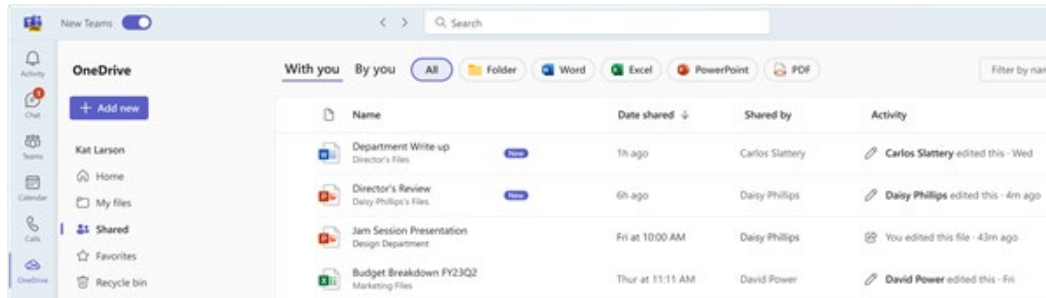 New Teams
Search
Activity
Chat
1
Teams
Calendar
Calls
OneDrive
OneDrive
+ Add new
Kat Larson
Home
My files
Shared
Favorites
Recycle bin
With you By you All Folder Word Excel PowerPoint PDF
Filter by nam
Name Date shared ↓ Shared by Activity
Department Write up New 1h ago Carlos Slattery Carlos Slattery edited this · Wed
Director's Files
Director's Review New 6h ago Daisy Phillips Daisy Phillips edited this · 4m ago
Daisy Phillips's Files
Jam Session Presentation Fri at 10:00 AM Daisy Phillips You edited this file · 43m ago
Design Department
Budget Breakdown FY23Q2 Thur at 11:11 AM David Power David Power edited this · Fri
Marketing Files